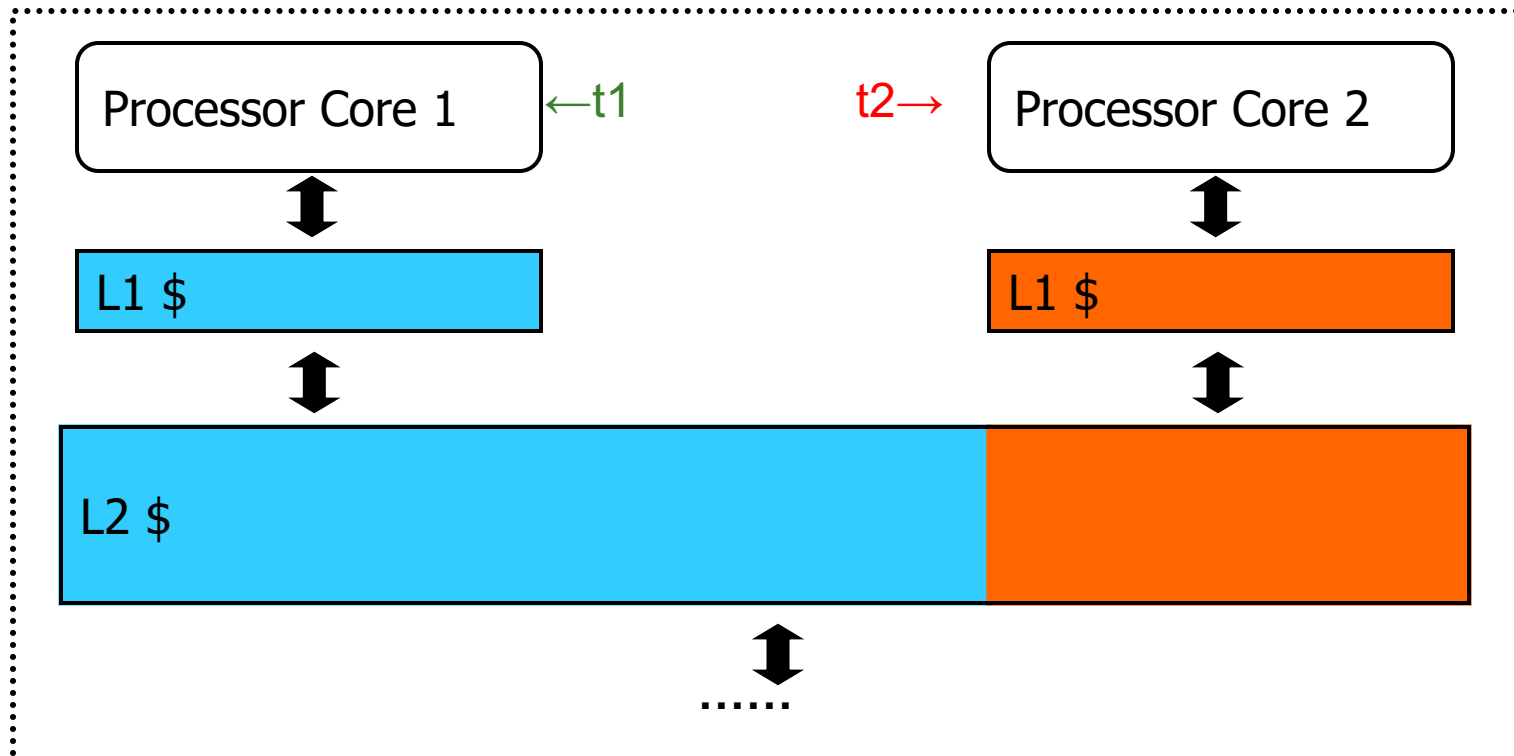 Processor Core 1
←t1
t2→
Processor Core 2
L1 $
L1 $
L2 $
......